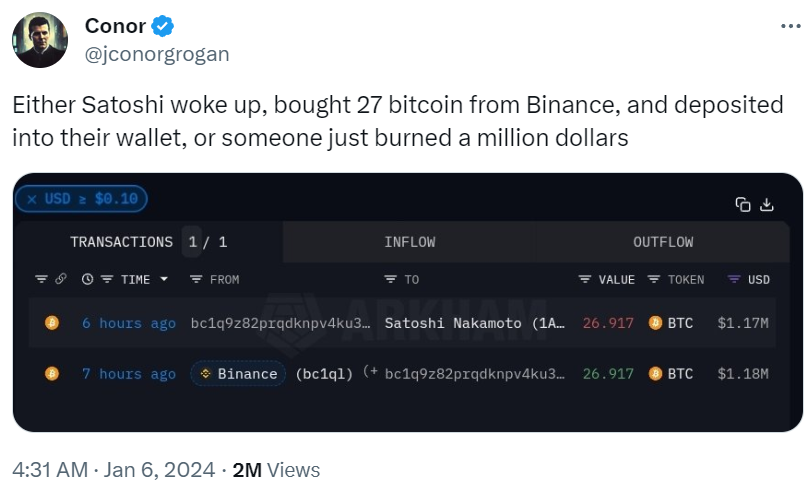 Conor
@jconorgrogan
Either Satoshi woke up, bought 27 bitcoin from Binance, and deposited
into their wallet, or someone just burned a million dollars
× USD ≥ $0.10
TRANSACTIONS 1 / 1 INFLOW OUTFLOW
TIME FROM TO VALUE TOKEN USD
6 hours ago bc1q9z82prqdknpv4ku3… Satoshi Nakamoto (1A… 26.917 BTC $1.17M
7 hours ago Binance (bc1ql) (+ bc1q9z82prqdknpv4ku3… 26.917 BTC $1.18M
ARKHAM
4:31 AM · Jan 6, 2024 · 2M Views